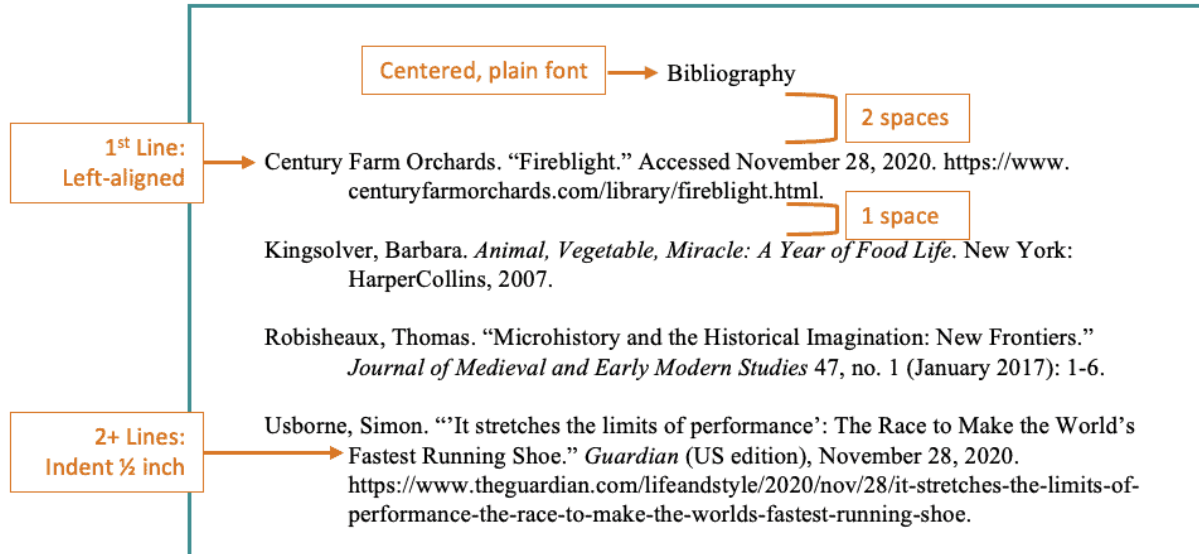 Centered, plain font
Bibliography
2 spaces
1st Line:
Left-aligned
Century Farm Orchards. “Fireblight.” Accessed November 28, 2020. https://www.
centuryfarmorchards.com/library/fireblight.html.
1 space
Kingsolver, Barbara. Animal, Vegetable, Miracle: A Year of Food Life. New York:
HarperCollins, 2007.
Robisheaux, Thomas. “Microhistory and the Historical Imagination: New Frontiers.”
Journal of Medieval and Early Modern Studies 47, no. 1 (January 2017): 1-6.
2+ Lines:
Indent ½ inch
Usborne, Simon. “’It stretches the limits of performance’: The Race to Make the World’s
Fastest Running Shoe.” Guardian (US edition), November 28, 2020.
https://www.theguardian.com/lifeandstyle/2020/nov/28/it-stretches-the-limits-of-
performance-the-race-to-make-the-worlds-fastest-running-shoe.